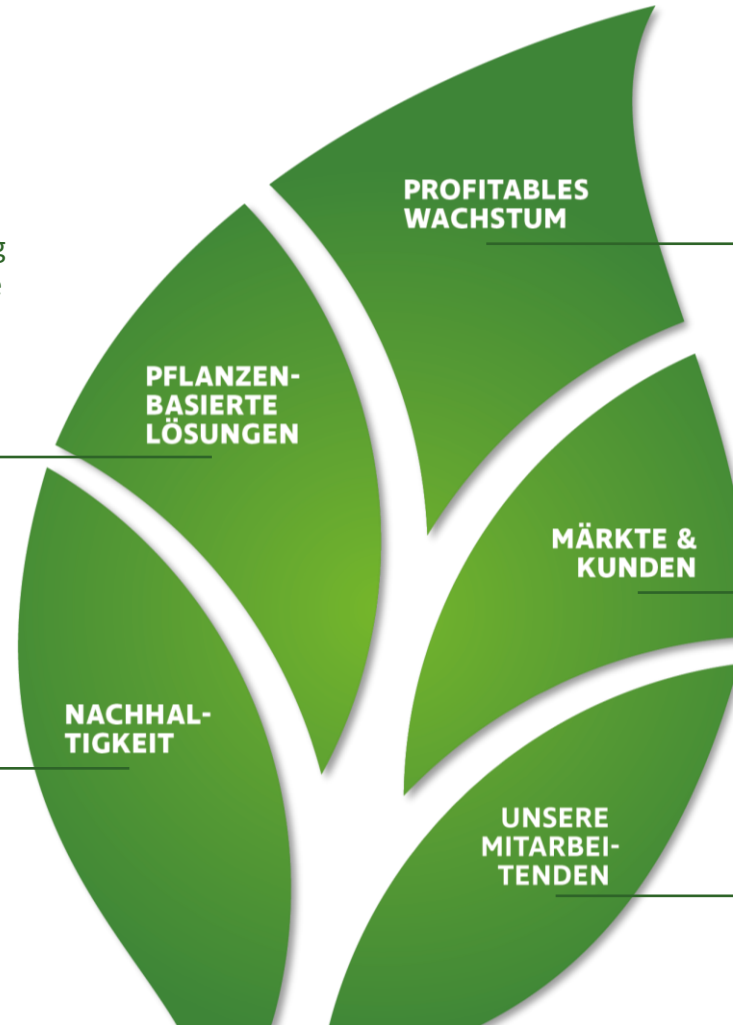 PROFITABLES
WACHSTUM
PFLANZEN-
BASIERTE
LÖSUNGEN
MÄRKTE &
KUNDEN
NACHHAL-
TIGKEIT
UNSERE
MITARBEI-
TENDEN